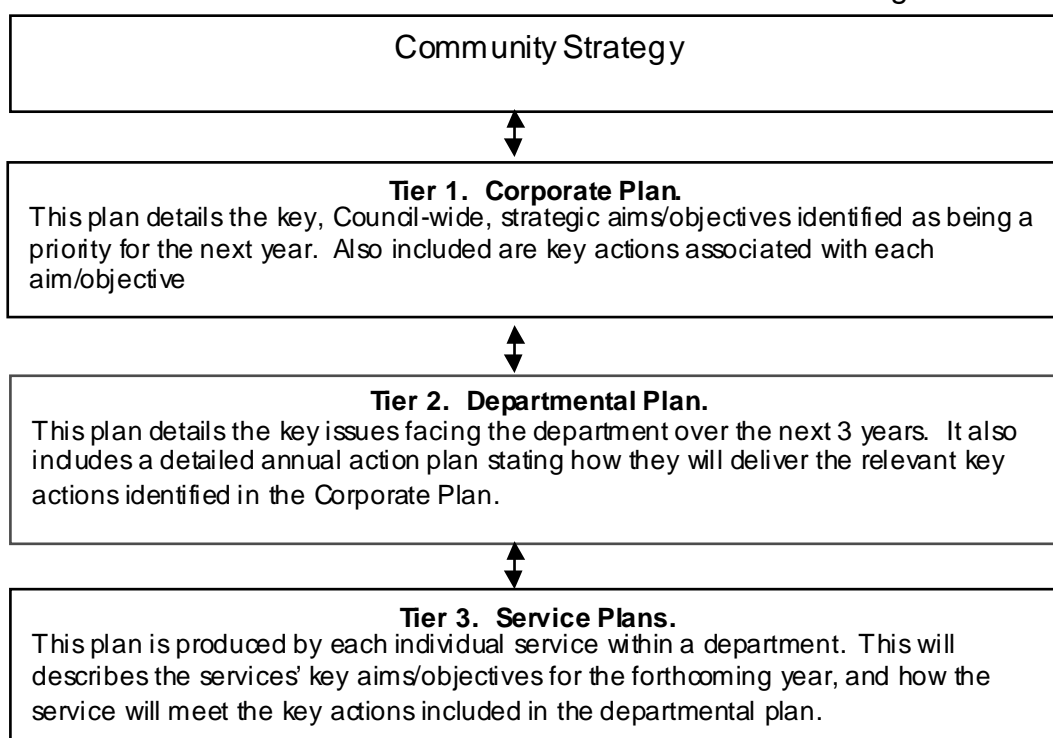 Community Strategy
Tier 1. Corporate Plan.
This plan details the key, Council-wide, strategic aims/objectives identified as being a
priority for the next year. Also included are key actions associated with each
aim/objective
Tier 2. Departmental Plan.
This plan details the key issues facing the department over the next 3 years. It also
includes a detailed annual action plan stating how they will deliver the relevant key
actions identified in the Corporate Plan.
Tier 3. Service Plans.
This plan is produced by each individual service within a department. This will
describes the services' key aims/objectives for the forthcoming year, and how the
service will meet the key actions included in the departmental plan.